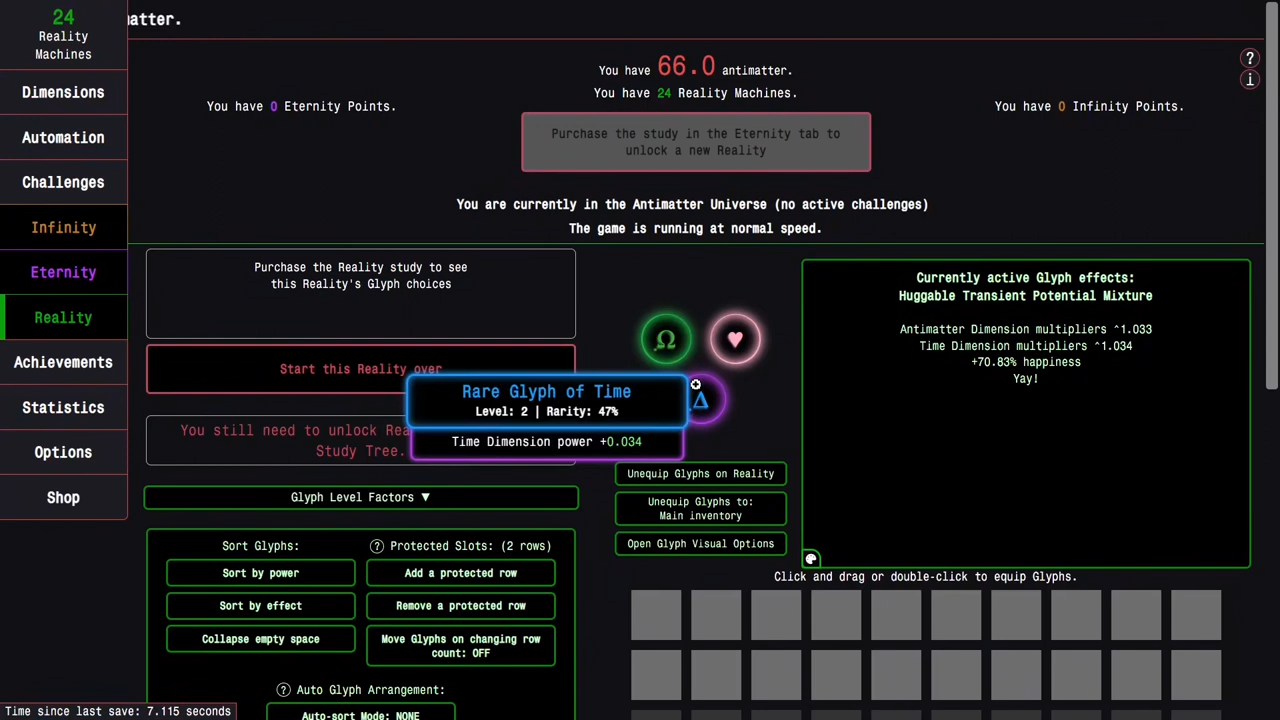 24
Reality
Machines
Dimensions
Automation
Challenges
Infinity
Eternity
Reality
Achievements
Statistics
Options
Shop
atter.
You have 66.0 antimatter.
You have 24 Reality Machines.
You have 0 Eternity Points.
You have 0 Infinity Points.
?
i
Purchase the study in the Eternity tab to
unlock a new Reality
You are currently in the Antimatter Universe (no active challenges)
The game is running at normal speed.
Purchase the Reality study to see
this Reality's Glyph choices
Start this Reality over
Rare Glyph of Time
Level: 2 | Rarity: 47%
Time Dimension power +0.034
You still need to unlock Rea
Study Tree.
Glyph Level Factors ▼
Sort Glyphs:
Sort by power
Sort by effect
Collapse empty space
? Protected Slots: (2 rows)
Add a protected row
Remove a protected row
Move Glyphs on changing row
count: OFF
? Auto Glyph Arrangement:
Auto-sort Mode: NONE
Ω
♥
Δ
Unequip Glyphs on Reality
Unequip Glyphs to:
Main inventory
Open Glyph Visual Options
Currently active Glyph effects:
Huggable Transient Potential Mixture
Antimatter Dimension multipliers ^1.033
Time Dimension multipliers ^1.034
+70.83% happiness
Yay!
Click and drag or double-click to equip Glyphs.
Time since last save: 7.115 seconds